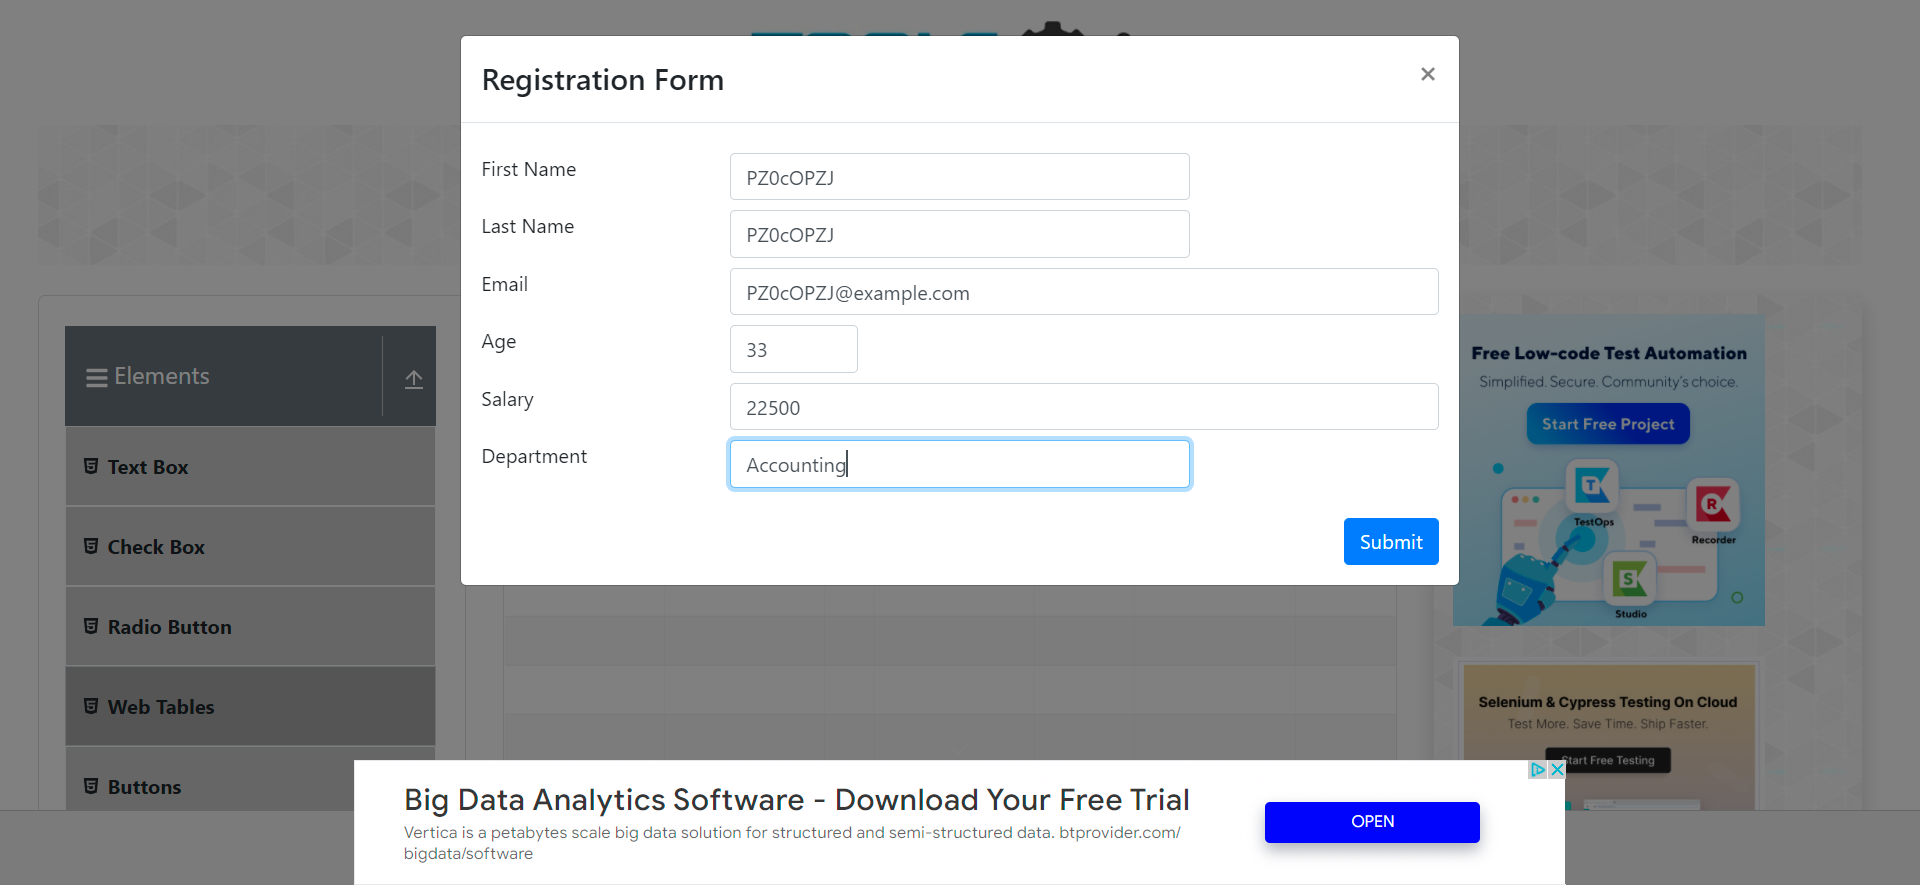 Registration Form
×
First Name
PZ0cOPZJ
Last Name
PZ0cOPZJ
Email
PZ0cOPZJ@example.com
Age
33
Salary
22500
Department
Accounting
Submit
Elements
Text Box
Check Box
Radio Button
Web Tables
Buttons
Free Low-code Test Automation
Simplified. Secure. Community's choice.
Start Free Project
TestOps
Recorder
Studio
Selenium & Cypress Testing On Cloud
Test More. Save Time. Ship Faster.
Start Free Testing
Big Data Analytics Software - Download Your Free Trial
Vertica is a petabytes scale big data solution for structured and semi-structured data. btprovider.com/
bigdata/software
OPEN